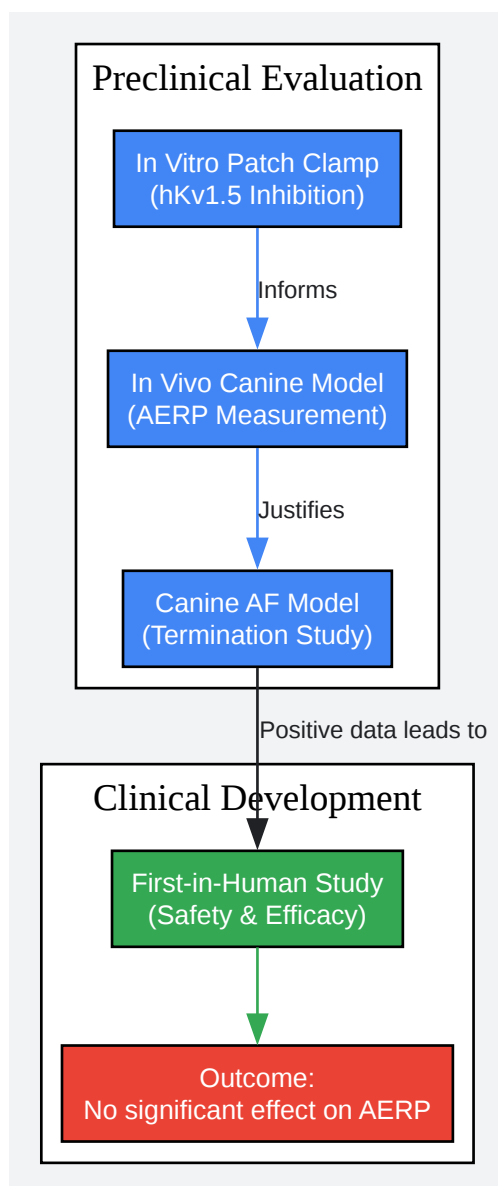 Preclinical Evaluation
In Vitro Patch Clamp
(hKv1.5 Inhibition)
Informs
In Vivo Canine Model
(AERP Measurement)
Justifies
Canine AF Model
(Termination Study)
Positive data leads to
Clinical Development
First-in-Human Study
(Safety & Efficacy)
Outcome:
No significant effect on AERP